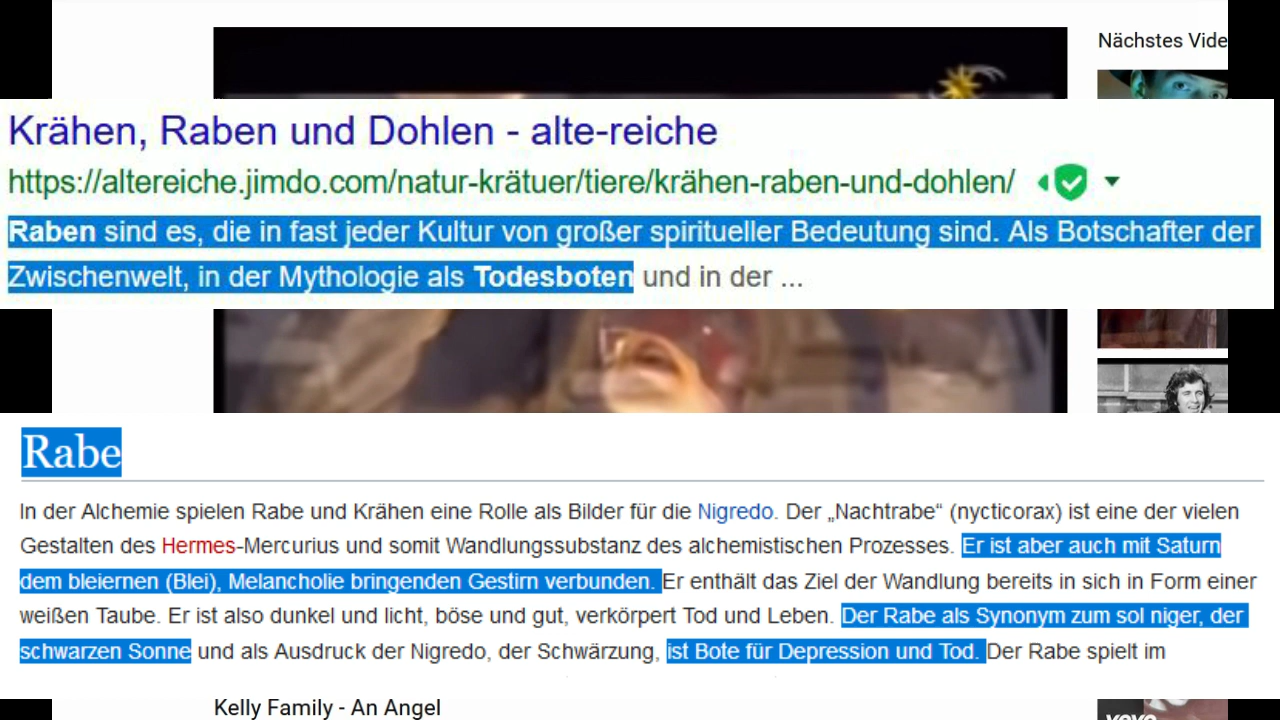 Nächstes Vide
Krähen, Raben und Dohlen - alte-reiche
https://altereiche.jimdo.com/natur-krätuer/tiere/krähen-raben-und-dohlen/
Raben sind es, die in fast jeder Kultur von großer spiritueller Bedeutung sind. Als Botschafter der
Zwischenwelt, in der Mythologie als Todesboten und in der ...
Rabe
In der Alchemie spielen Rabe und Krähen eine Rolle als Bilder für die Nigredo. Der „Nachtrabe“ (nycticorax) ist eine der vielen
Gestalten des Hermes-Mercurius und somit Wandlungssubstanz des alchemistischen Prozesses. Er ist aber auch mit Saturn
dem bleiernen (Blei), Melancholie bringenden Gestirn verbunden. Er enthält das Ziel der Wandlung bereits in sich in Form einer
weißen Taube. Er ist also dunkel und licht, böse und gut, verkörpert Tod und Leben. Der Rabe als Synonym zum sol niger, der
schwarzen Sonne und als Ausdruck der Nigredo, der Schwärzung, ist Bote für Depression und Tod. Der Rabe spielt im
Kelly Family - An Angel
vevo